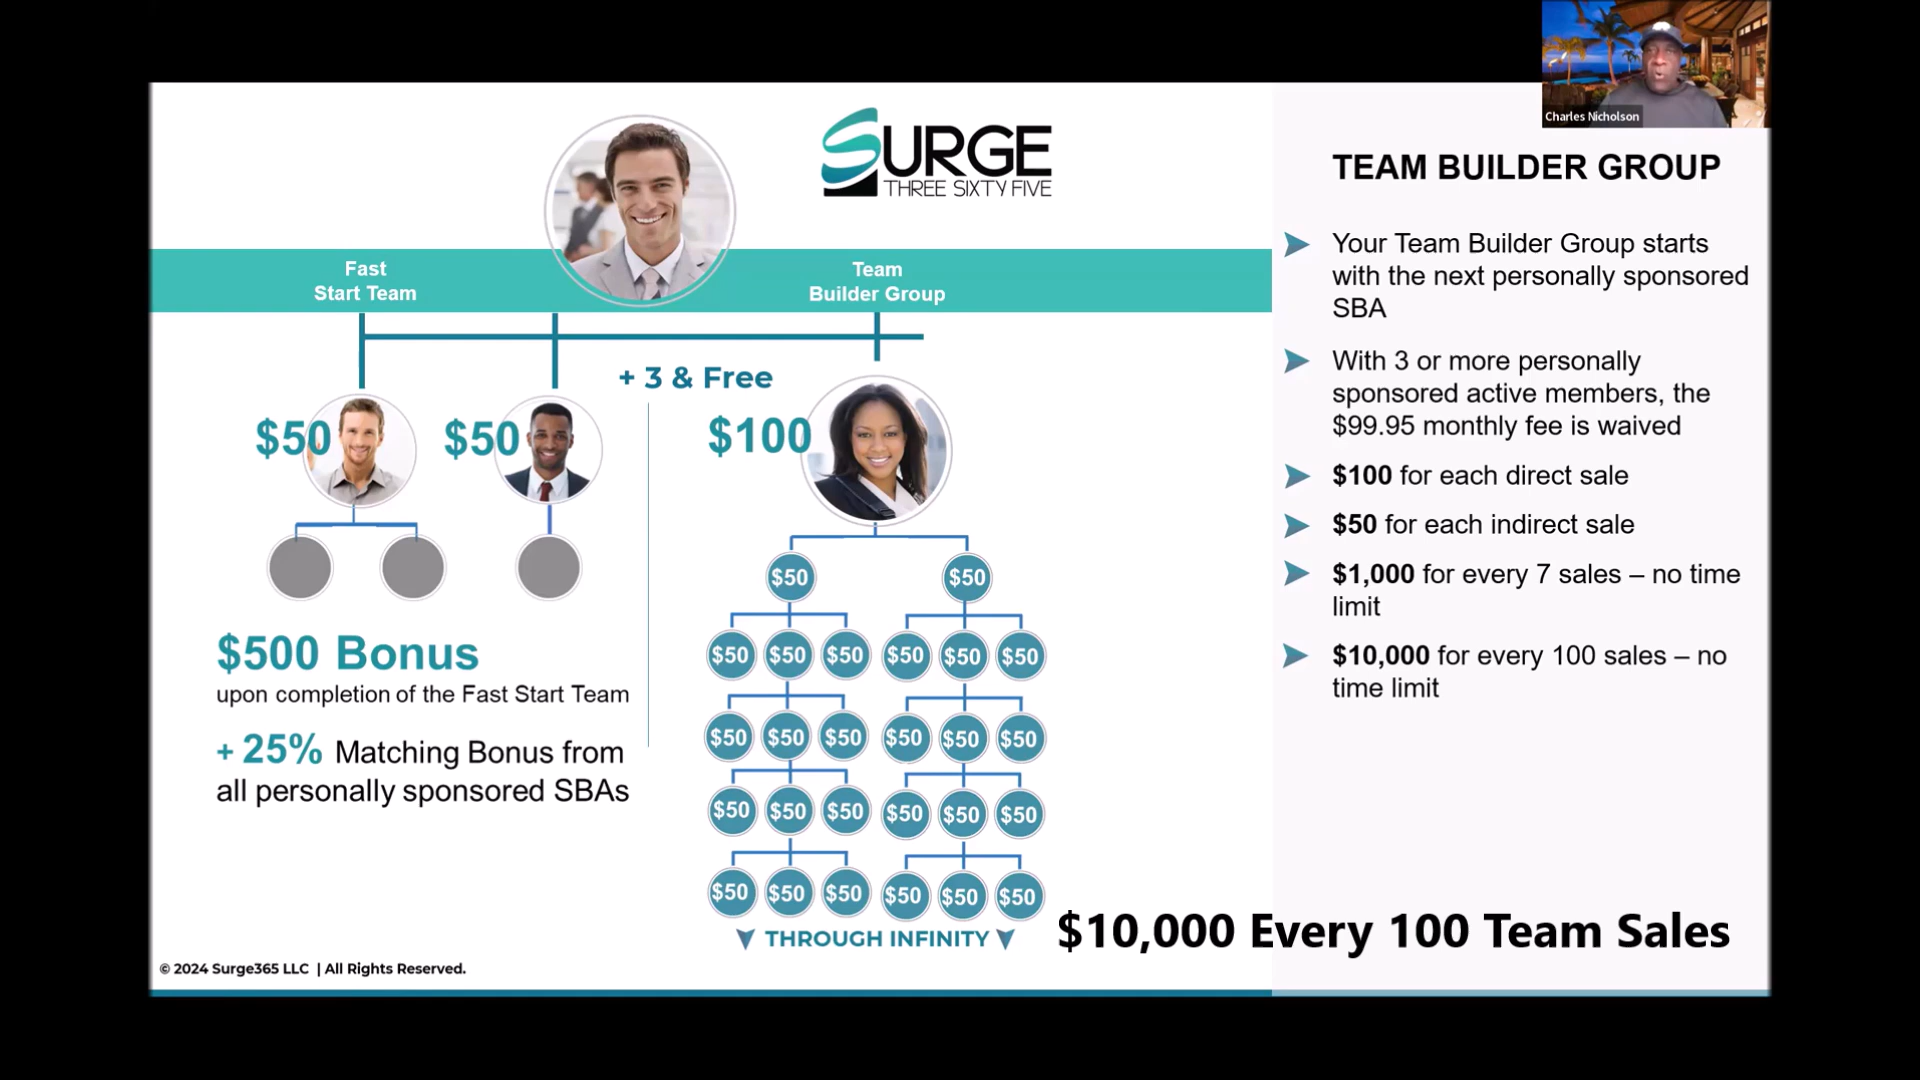 Charles Nicholson
SURGE
THREE SIXTY FIVE
Fast
Start Team
Team
Builder Group
+ 3 & Free
$50
$50
$100
$50 $50
$50 $50 $50 $50 $50 $50
$50 $50 $50 $50 $50 $50
$50 $50 $50 $50 $50 $50
$50 $50 $50 $50 $50 $50
THROUGH INFINITY
$500 Bonus
upon completion of the Fast Start Team
+ 25% Matching Bonus from
all personally sponsored SBAs
TEAM BUILDER GROUP
Your Team Builder Group starts
with the next personally sponsored
SBA
With 3 or more personally
sponsored active members, the
$99.95 monthly fee is waived
$100 for each direct sale
$50 for each indirect sale
$1,000 for every 7 sales – no time
limit
$10,000 for every 100 sales – no
time limit
$10,000 Every 100 Team Sales
© 2024 Surge365 LLC | All Rights Reserved.